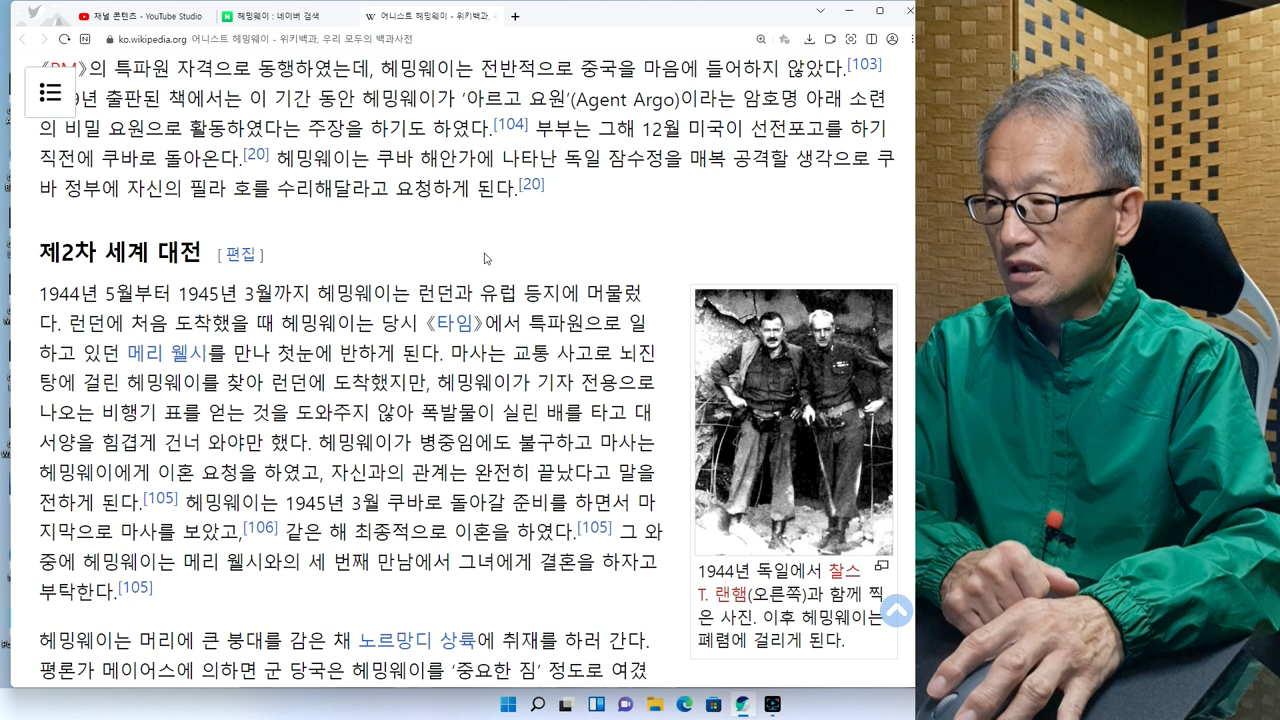 재널 콘텐츠 - YouTube Studio
헤밍웨이 : 네이버 검색
어니스트 헤밍웨이 - 위키백과,
ko.wikipedia.org 어니스트 헤밍웨이 - 위키백과, 우리 모두의 백과사전
의 특파원 자격으로 동행하였는데, 헤밍웨이는 전반적으로 중국을 마음에 들어하지 않았다.[103]
9년 출판된 책에서는 이 기간 동안 헤밍웨이가 ‘아르고 요원’(Agent Argo)이라는 암호명 아래 소련
의 비밀 요원으로 활동하였다는 주장을 하기도 하였다.[104] 부부는 그해 12월 미국이 선전포고를 하기
직전에 쿠바로 돌아온다.[20] 헤밍웨이는 쿠바 해안가에 나타난 독일 잠수정을 매복 공격할 생각으로 쿠
바 정부에 자신의 필라 호를 수리해달라고 요청하게 된다.[20]
제2차 세계 대전 [ 편집 ]
1944년 5월부터 1945년 3월까지 헤밍웨이는 런던과 유럽 등지에 머물렀
다. 런던에 처음 도착했을 때 헤밍웨이는 당시 《타임》에서 특파원으로 일
하고 있던 메리 웰시를 만나 첫눈에 반하게 된다. 마사는 교통 사고로 뇌진
탕에 걸린 헤밍웨이를 찾아 런던에 도착했지만, 헤밍웨이가 기자 전용으로
나오는 비행기 표를 얻는 것을 도와주지 않아 폭발물이 실린 배를 타고 대
서양을 힘겹게 건너 와야만 했다. 헤밍웨이가 병중임에도 불구하고 마사는
헤밍웨이에게 이혼 요청을 하였고, 자신과의 관계는 완전히 끝났다고 말을
전하게 된다.[105] 헤밍웨이는 1945년 3월 쿠바로 돌아갈 준비를 하면서 마
지막으로 마사를 보았고,[106] 같은 해 최종적으로 이혼을 하였다.[105] 그 와
중에 헤밍웨이는 메리 웰시와의 세 번째 만남에서 그녀에게 결혼을 하자고
부탁한다.[105]
헤밍웨이는 머리에 큰 붕대를 감은 채 노르망디 상륙에 취재를 하러 간다.
평론가 메이어스에 의하면 군 당국은 헤밍웨이를 ‘중요한 짐’ 정도로 여겼
1944년 독일에서 찰스
T. 랜햄(오른쪽)과 함께 찍
은 사진. 이후 헤밍웨이는
폐렴에 걸리게 된다.